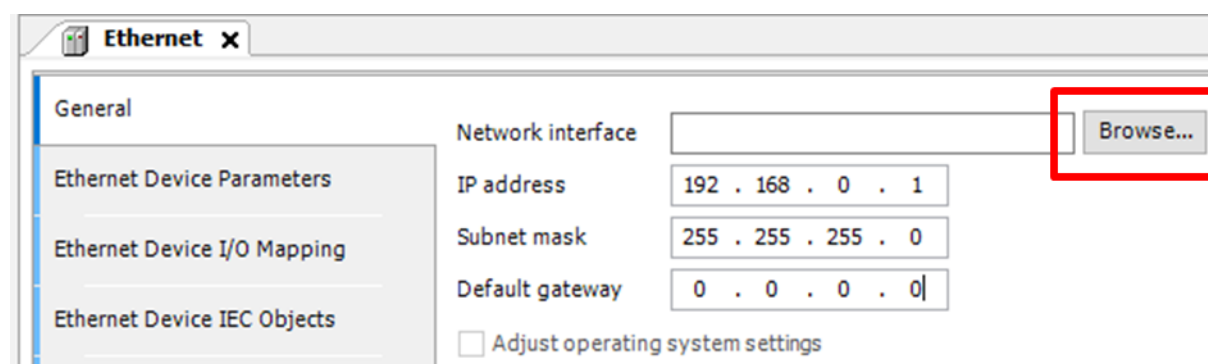 Ethernet x
General
Network interface Browse...
Ethernet Device Parameters
IP address 192 . 168 . 0 . 1
Subnet mask 255 . 255 . 255 . 0
Ethernet Device I/O Mapping
Default gateway 0 . 0 . 0 . 0
Ethernet Device IEC Objects
Adjust operating system settings